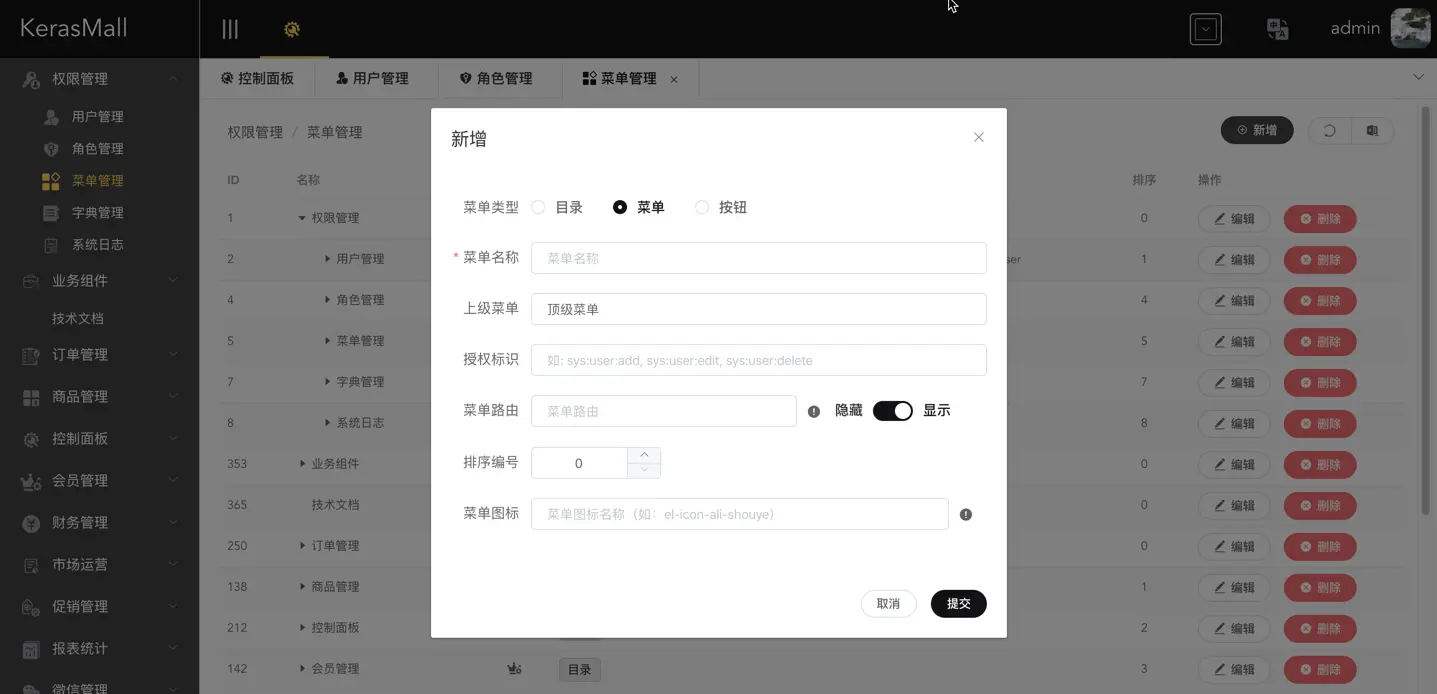 KerasMall
admin
权限管理
用户管理
角色管理
菜单管理
字典管理
系统日志
业务组件
技术文档
订单管理
商品管理
控制面板
会员管理
财务管理
市场运营
促销管理
报表统计
微信管理
控制面板 用户管理 角色管理 菜单管理 ×
权限管理 / 菜单管理
新增
ID 名称 排序 操作
1 权限管理 0 编辑 删除
2 用户管理 ser 1 编辑 删除
4 角色管理 4 编辑 删除
5 菜单管理 5 编辑 删除
7 字典管理 7 编辑 删除
8 系统日志 8 编辑 删除
353 业务组件 0 编辑 删除
365 技术文档 0 编辑 删除
250 订单管理 0 编辑 删除
138 商品管理 1 编辑 删除
212 控制面板 2 编辑 删除
142 会员管理 目录 3 编辑 删除
新增
菜单类型 目录 菜单 按钮
* 菜单名称 菜单名称
上级菜单 顶级菜单
授权标识 如: sys:user:add, sys:user:edit, sys:user:delete
菜单路由 菜单路由 隐藏 显示
排序编号 0
菜单图标 菜单图标名称（如：el-icon-ali-shouye）
取消 提交